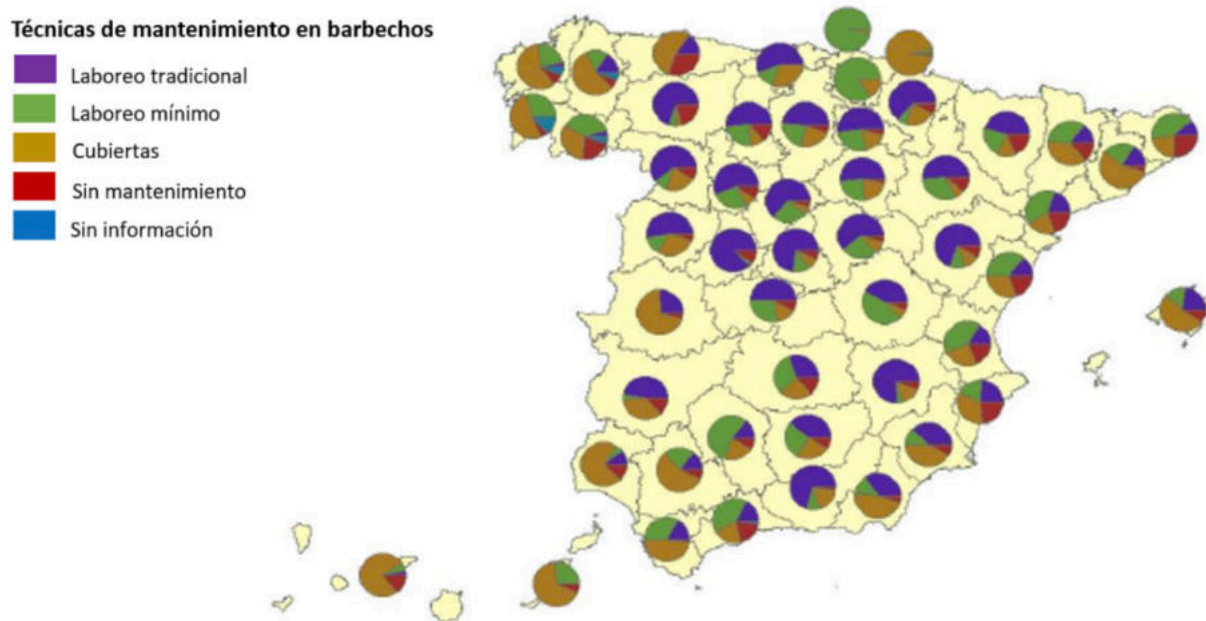 Técnicas de mantenimiento en barbechos
Laboreo tradicional
Laboreo mínimo
Cubiertas
Sin mantenimiento
Sin información